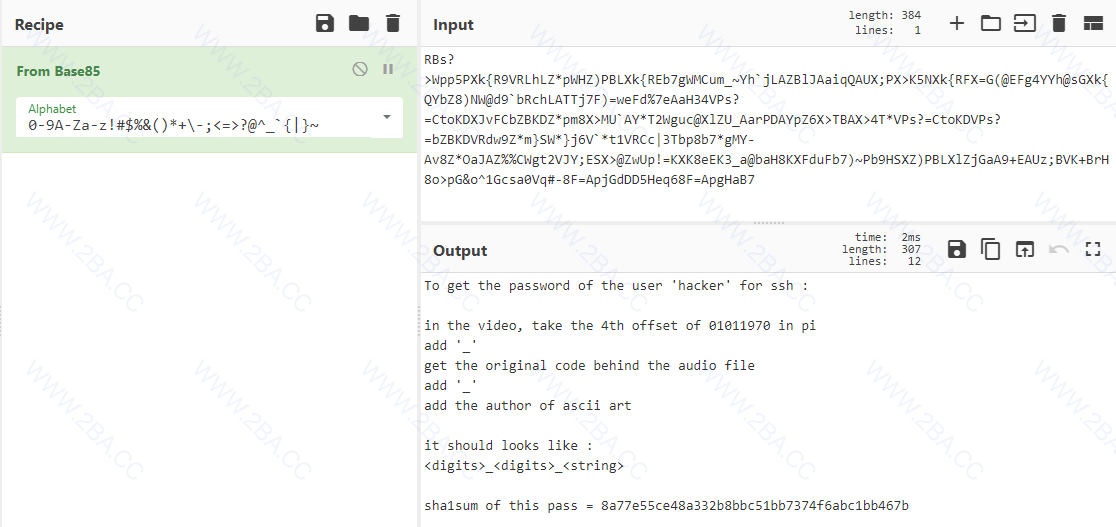 Recipe
From Base85
Alphabet
0-9A-Za-z!#$%&()*+\-;<=>?@^_`{|}~
Input
length: 384
lines: 1
RBs?
>Wpp5PXk{R9VRLhLZ*pWHZ)PBLXk{REb7gWMCum_~Yh`jLAZBlJAaiqQAUX;PX>K5NXk{RFX=G(@EFg4YYh@sGXk{
QYbZ8)NW@d9`bRchLATTj7F)=weFd%7eAaH34VPs?
=CtoKDXJvFCbZBKDZ*pm8X>MU`AY*T2Wguc@XlZU_AarPDAYpZ6X>TBAX>4T*VPs?=CtoKDVPs?
=bZBKDVRdw9Z*m}SW*}j6V`*t1VRCc|3Tbp8b7*gMY-
Av8Z*OaJAZ%%CWgt2VJY;ESX>@ZwUp!=KXK8eEK3_a@baH8KXFduFb7)~Pb9HSXZ)PBLXlZjGaA9+EAUz;BVK+BrH
8o>pG&o^1Gcsa0Vq#-8F=ApjGdDD5Heq68F=ApgHaB7
Output
time: 2ms
length: 307
lines: 12
To get the password of the user 'hacker' for ssh :
in the video, take the 4th offset of 01011970 in pi
add '_'
get the original code behind the audio file
add '_'
add the author of ascii art
it should looks like :
<digits>_<digits>_<string>
sha1sum of this pass = 8a77e55ce48a332b8bbc51bb7374f6abc1bb467b
WWW.2BA.CC